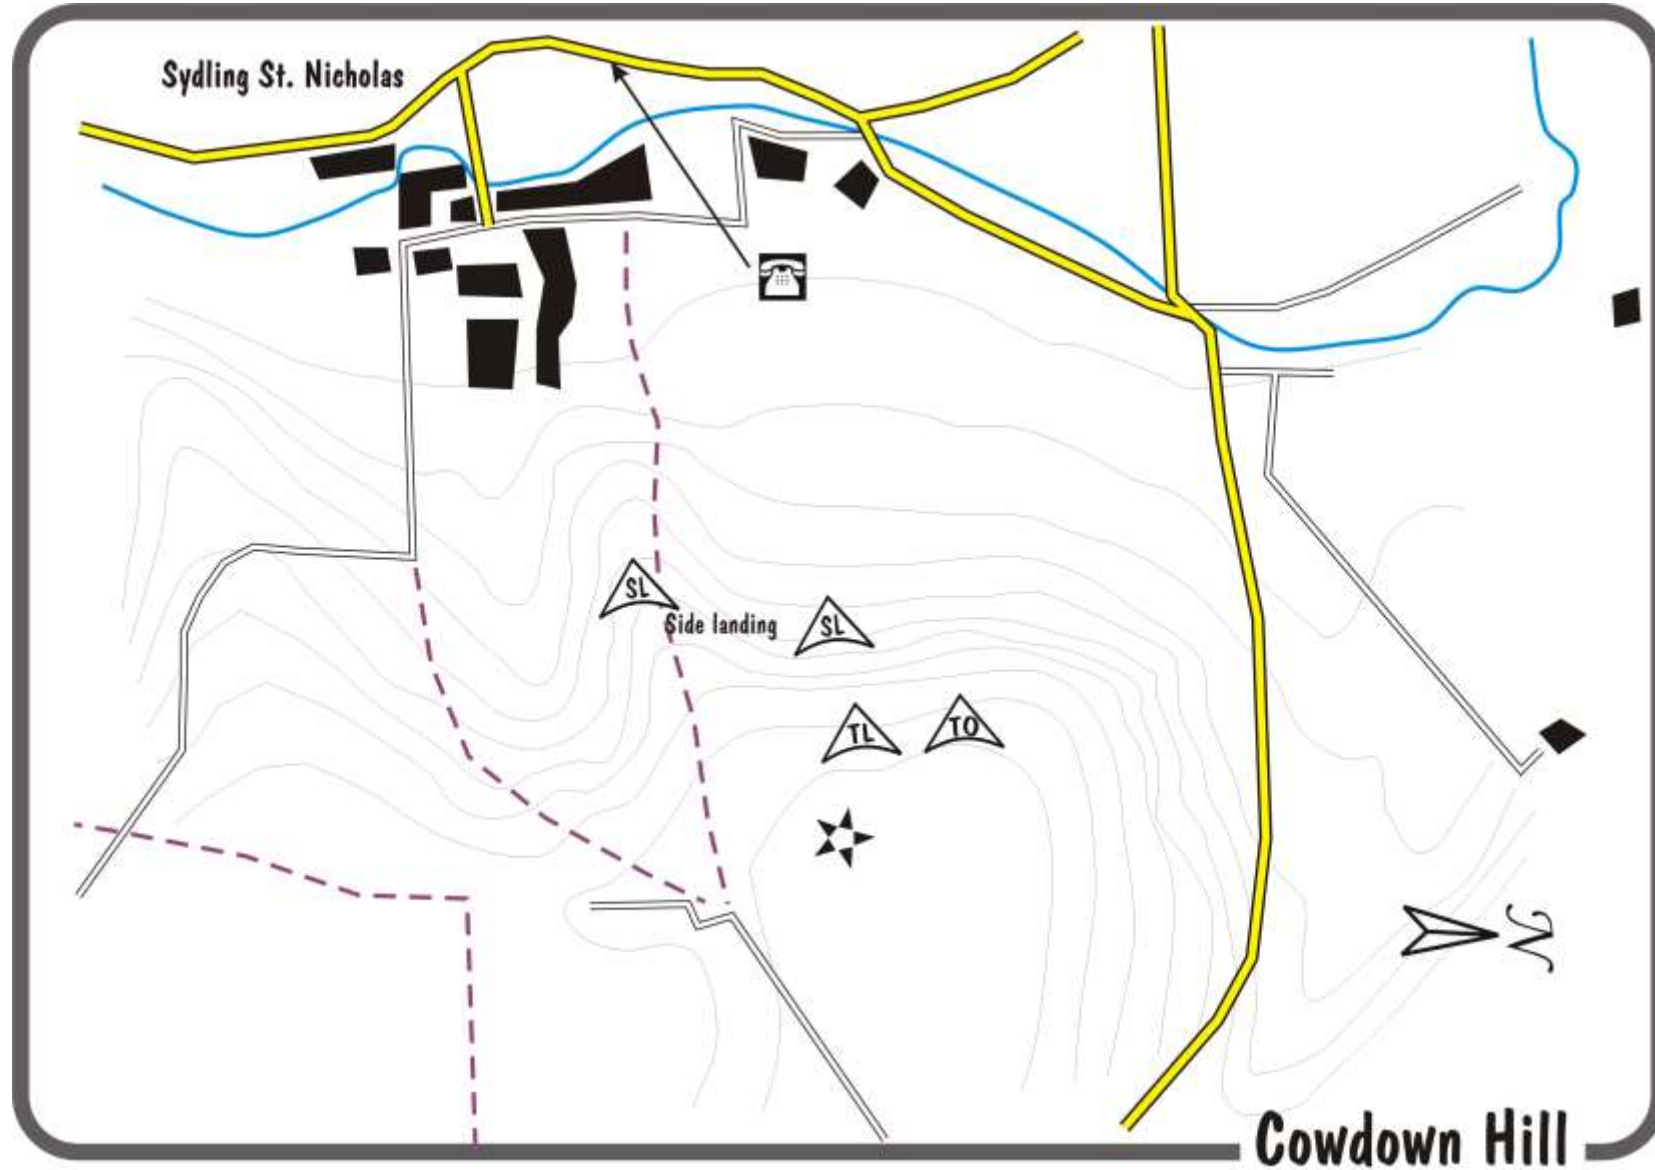 Sydling St. Nicholas
SL
Side landing
SL
TL
TO
N
Cowdown Hill